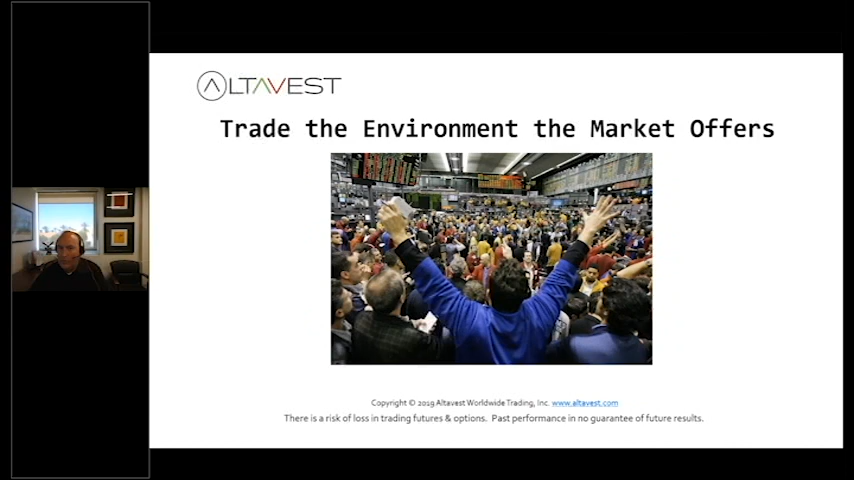 ALTAVEST
Trade the Environment the Market Offers
Copyright © 2019 Altavest Worldwide Trading, Inc. www.altavest.com
There is a risk of loss in trading futures & options. Past performance in no guarantee of future results.